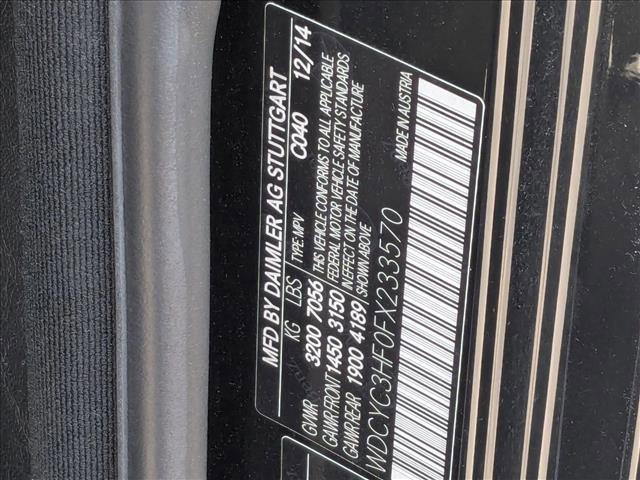 MFD BY DAIMLER AG STUTTGART
KG LBS TYPE:MPV C040 12/14
GVWR 3200 7056 THIS VEHICLE CONFORMS TO ALL APPLICABLE
GAWR FRONT 1450 3150 FEDERAL MOTOR VEHICLE SAFETY STANDARDS
GAWR REAR 1900 4189 IN EFFECT ON THE DATE OF MANUFACTURE
SHOWN ABOVE
MADE IN AUSTRIA
WDCYC3HF0FX233570